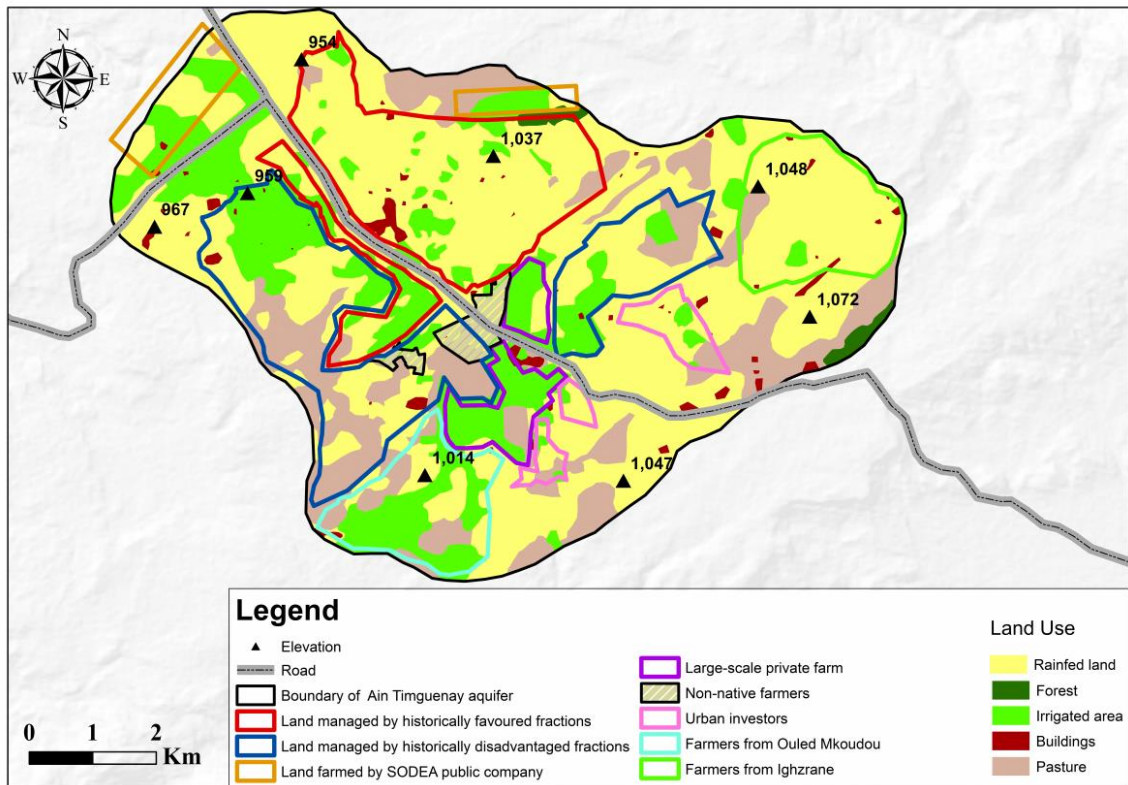 N
W E
S
954
1,037
1,048
959
967
1,072
1,014
1,047
Legend
Elevation
Road
Boundary of Ain Timguenay aquifer
Land managed by historically favoured fractions
Land managed by historically disadvantaged fractions
Land farmed by SODEA public company
Large-scale private farm
Non-native farmers
Urban investors
Farmers from Ouled Mkoudou
Farmers from Ighzrane
Land Use
Rainfed land
Forest
Irrigated area
Buildings
Pasture
0 1 2
Km